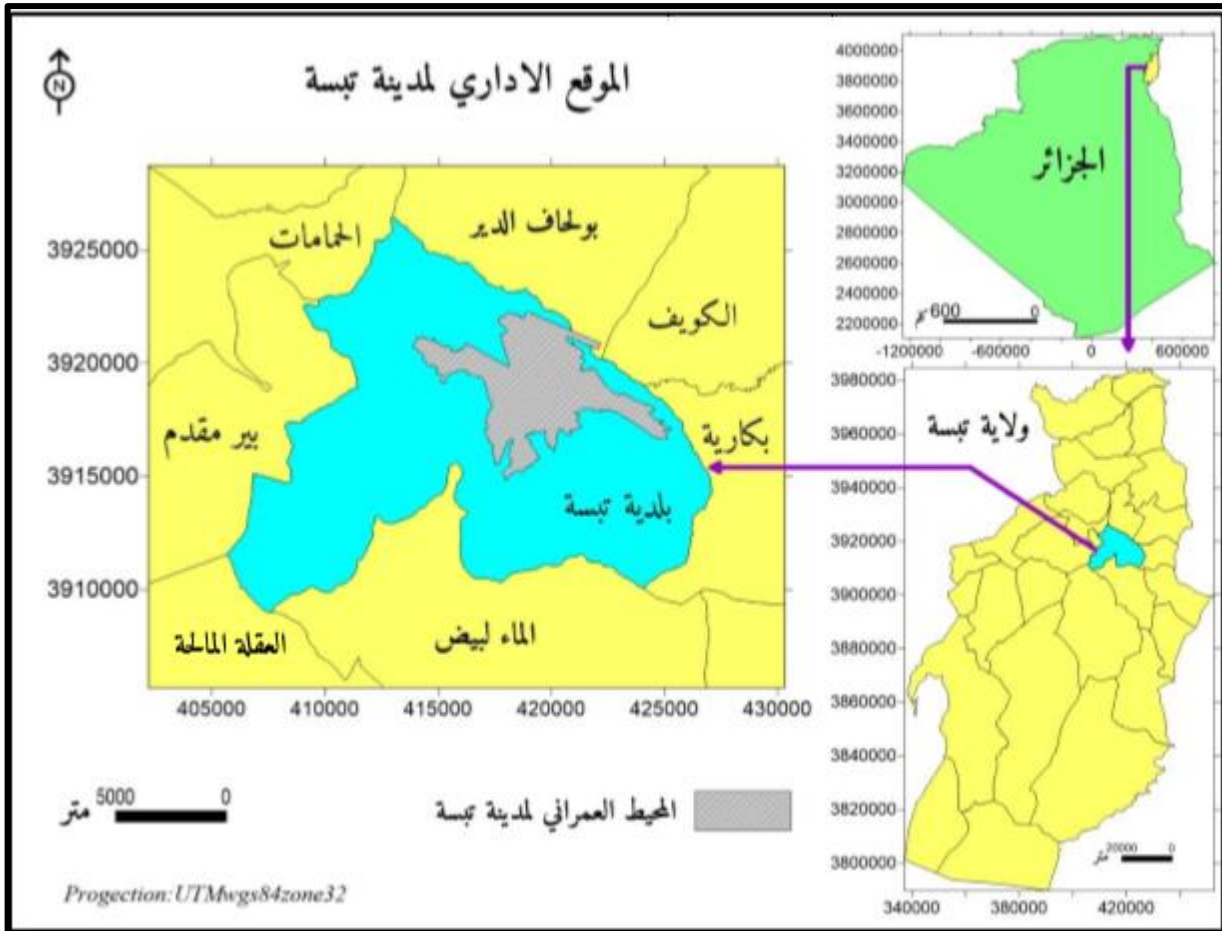 الموقع الاداري لمدينة تبسة
N
الحمامات
بولحاف الدير
الكويف
بير مقدم
بكارية
بلدية تبسة
الماء لبيض
العقلة المالحة
3925000
3920000
3915000
3910000
405000 410000 415000 420000 425000 430000
5000 0
متر
المحيط العمراني لمدينة تبسة
Progection: UTMwgs84zone32
الجزائر
4000000
3800000
3600000
3400000
3200000
3000000
2800000
2600000
2400000
2200000
600 0
كم
-1200000 -600000 0 600000
ولاية تبسة
3980000
3960000
3940000
3920000
3900000
3880000
3860000
3840000
3820000
3800000
20000 0
متر
340000 380000 420000